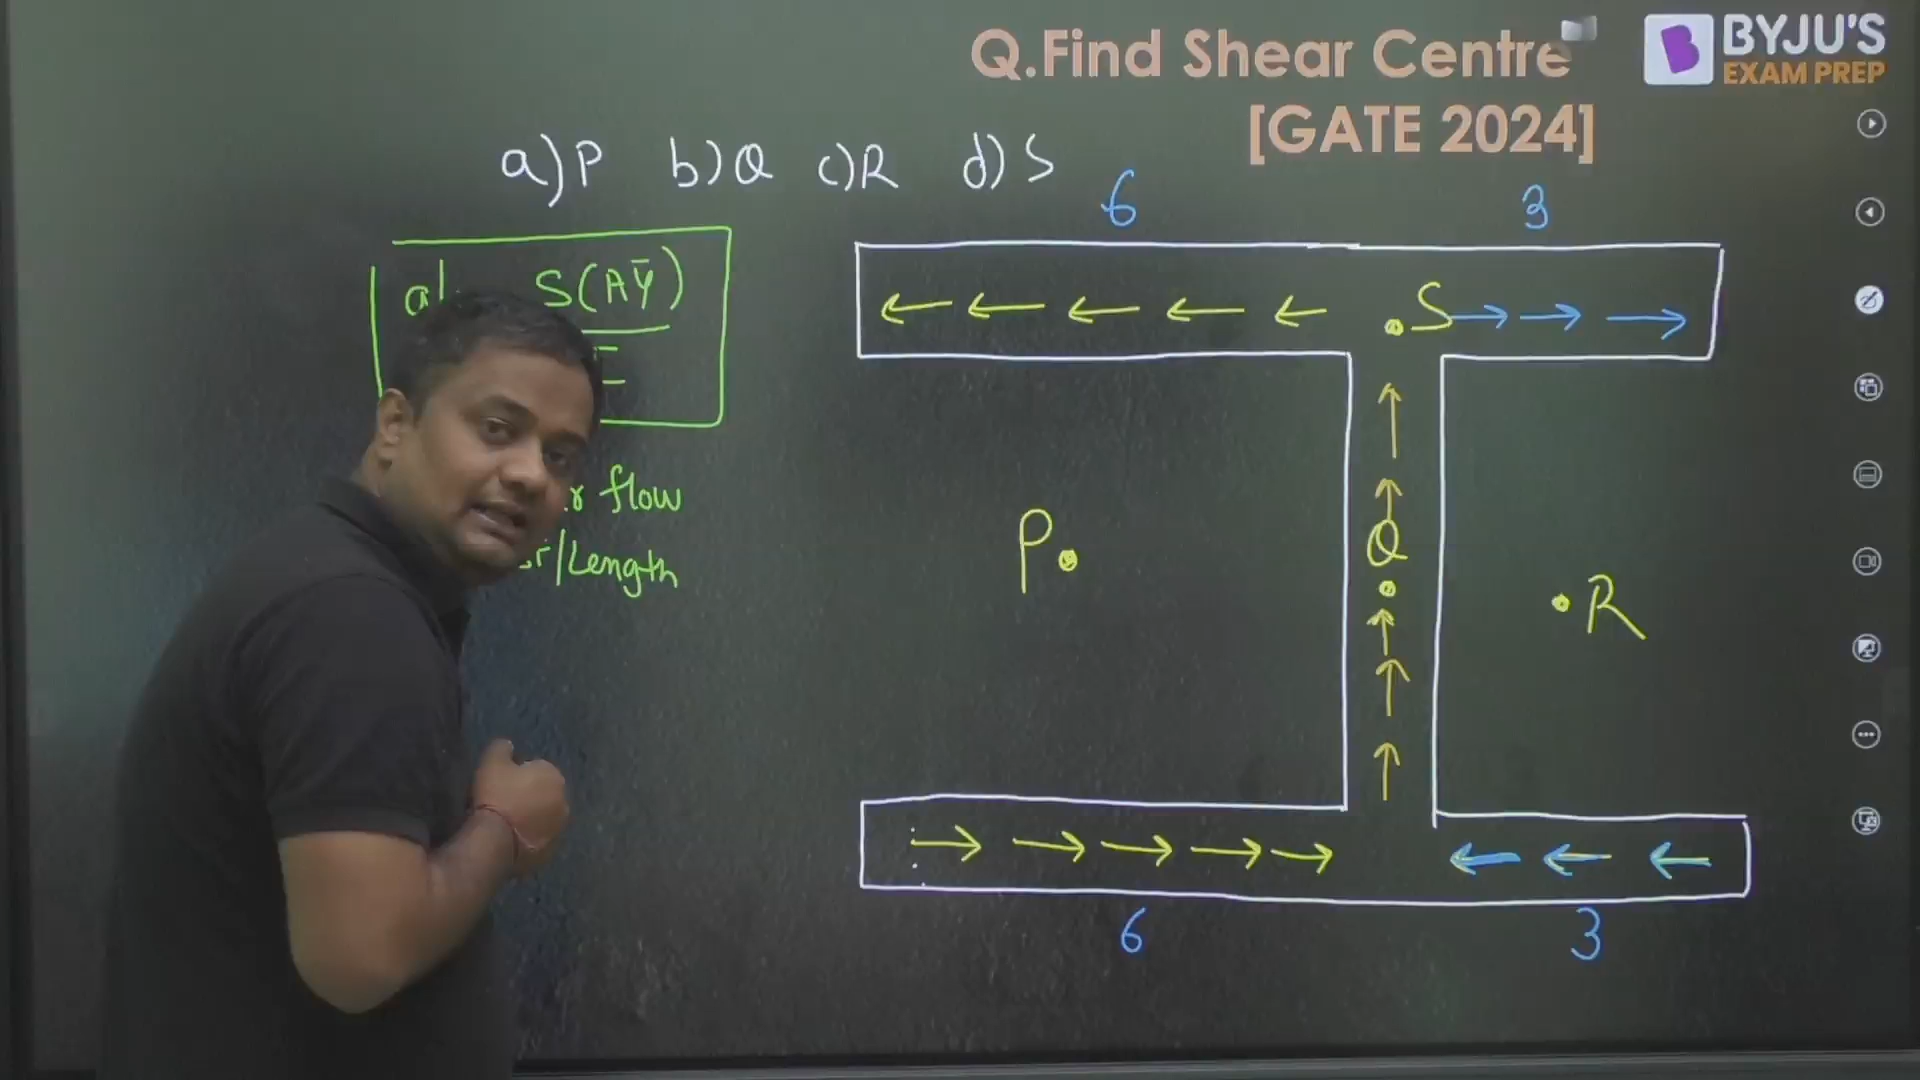 Q.Find Shear Centre
[GATE 2024]
BYJU'S
EXAM PREP
a)P b)Q c)R d)S
6 3
S(AȲ)
S
flow
/Length
P
Q
R
6 3